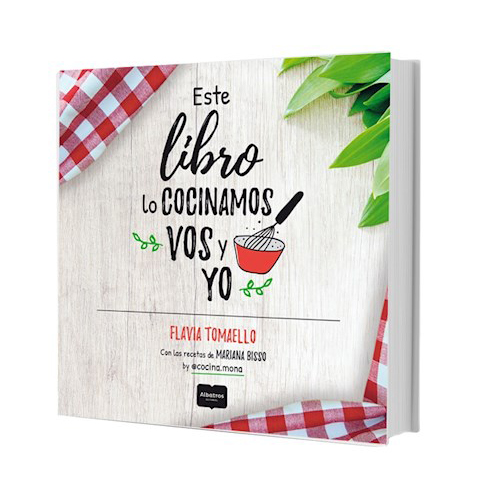 Este
libro
lo COCINAMOS
VOS y
YO
FLAVIA TOMAELLO
Con las recetas de MARIANA BISSO
by @cocina.mona
Albatros